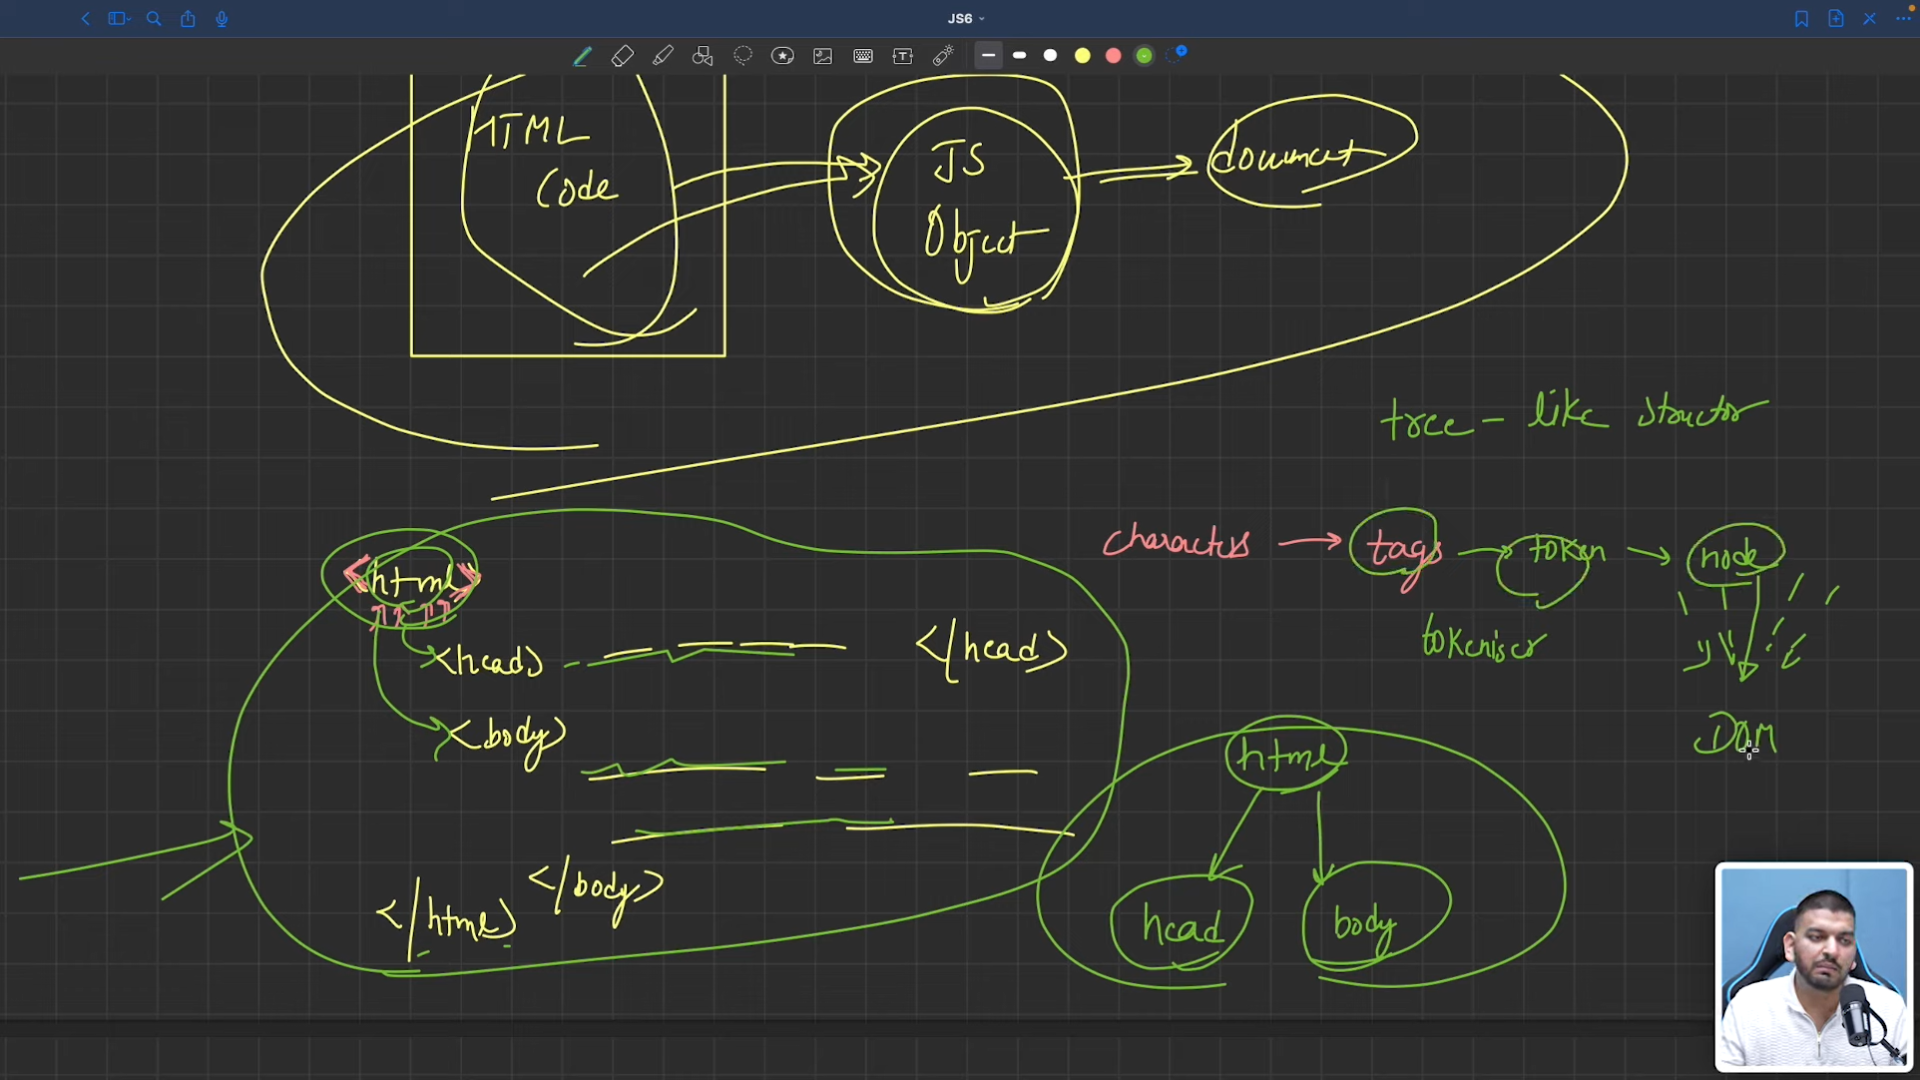 JS6
HTML
Code
JS
Object
document
tree - like structor
characters → tags → token → node
tokeniser
DOM
<html>
<head> </head>
<body>
</body>
</html>
html
head body